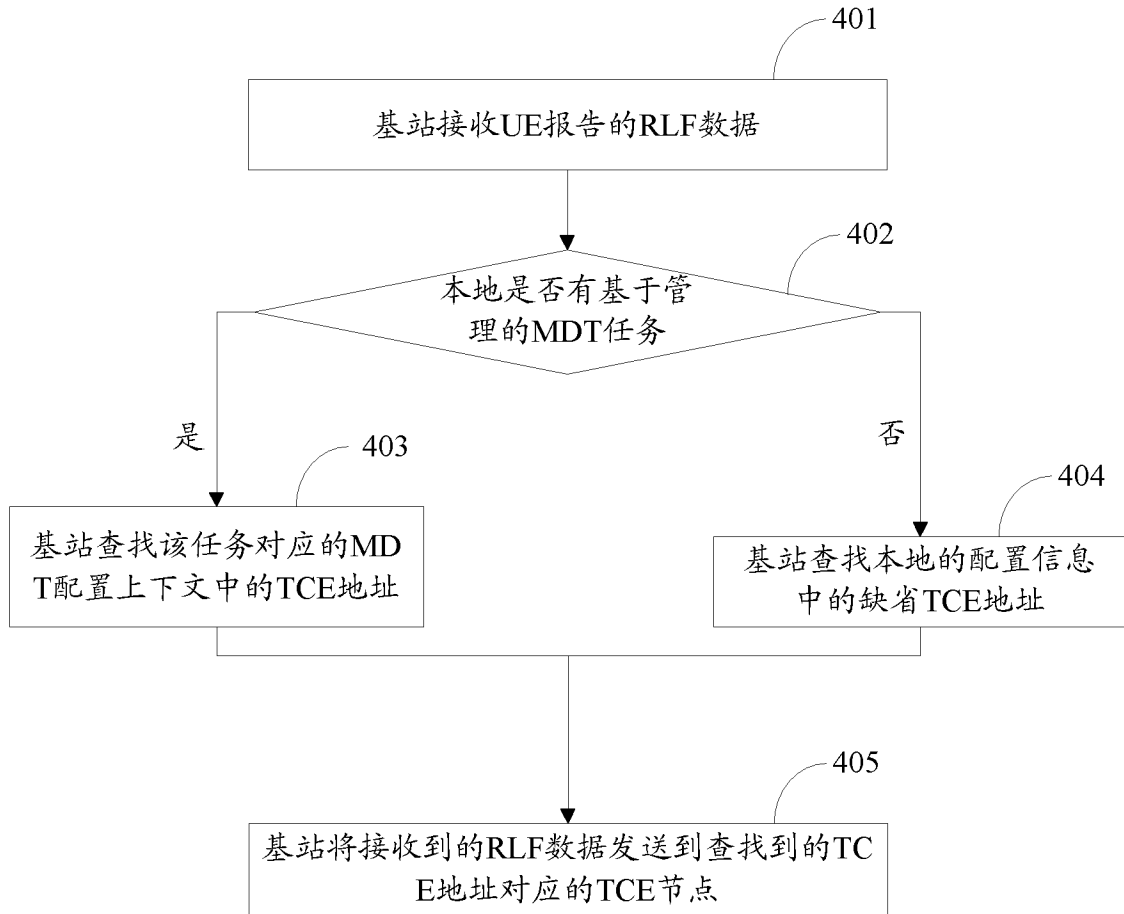 401
基站接收UE报告的RLF数据
402
本地是否有基于管
理的MDT任务
是
否
403
404
基站查找该任务对应的MD
T配置上下文中的TCE地址
基站查找本地的配置信息
中的缺省TCE地址
405
基站将接收到的RLF数据发送到查找到的TC
E地址对应的TCE节点